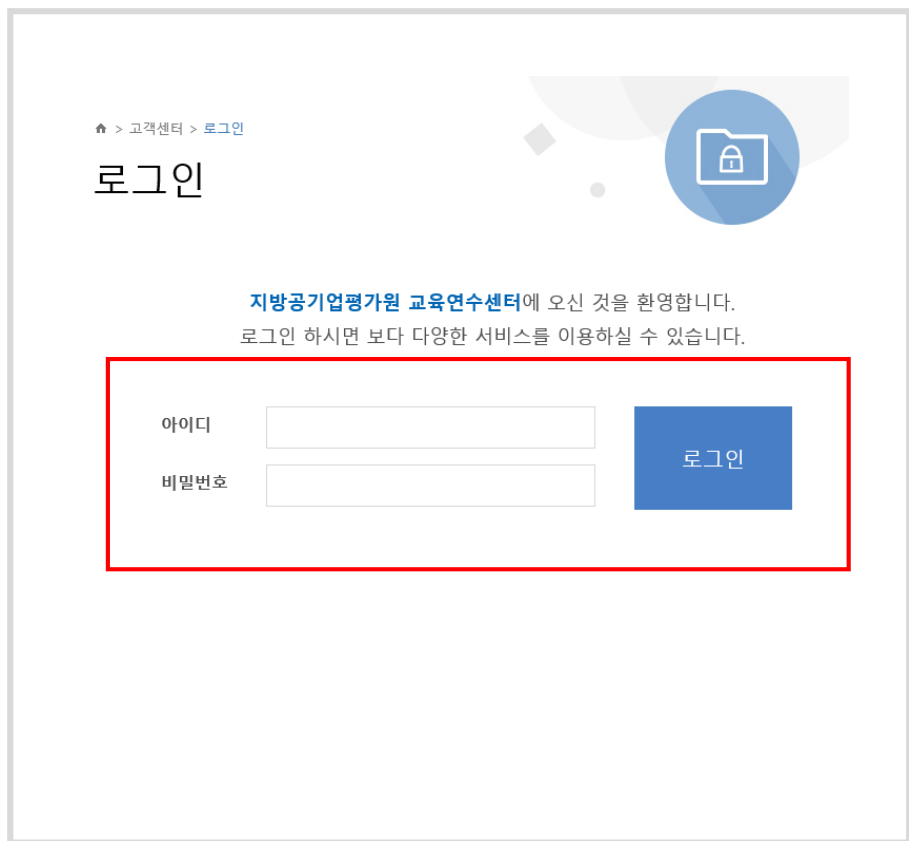 > 고객센터 > 로그인
로그인
지방공기업평가원 교육연수센터에 오신 것을 환영합니다.
로그인 하시면 보다 다양한 서비스를 이용하실 수 있습니다.
아이디
로그인
비밀번호